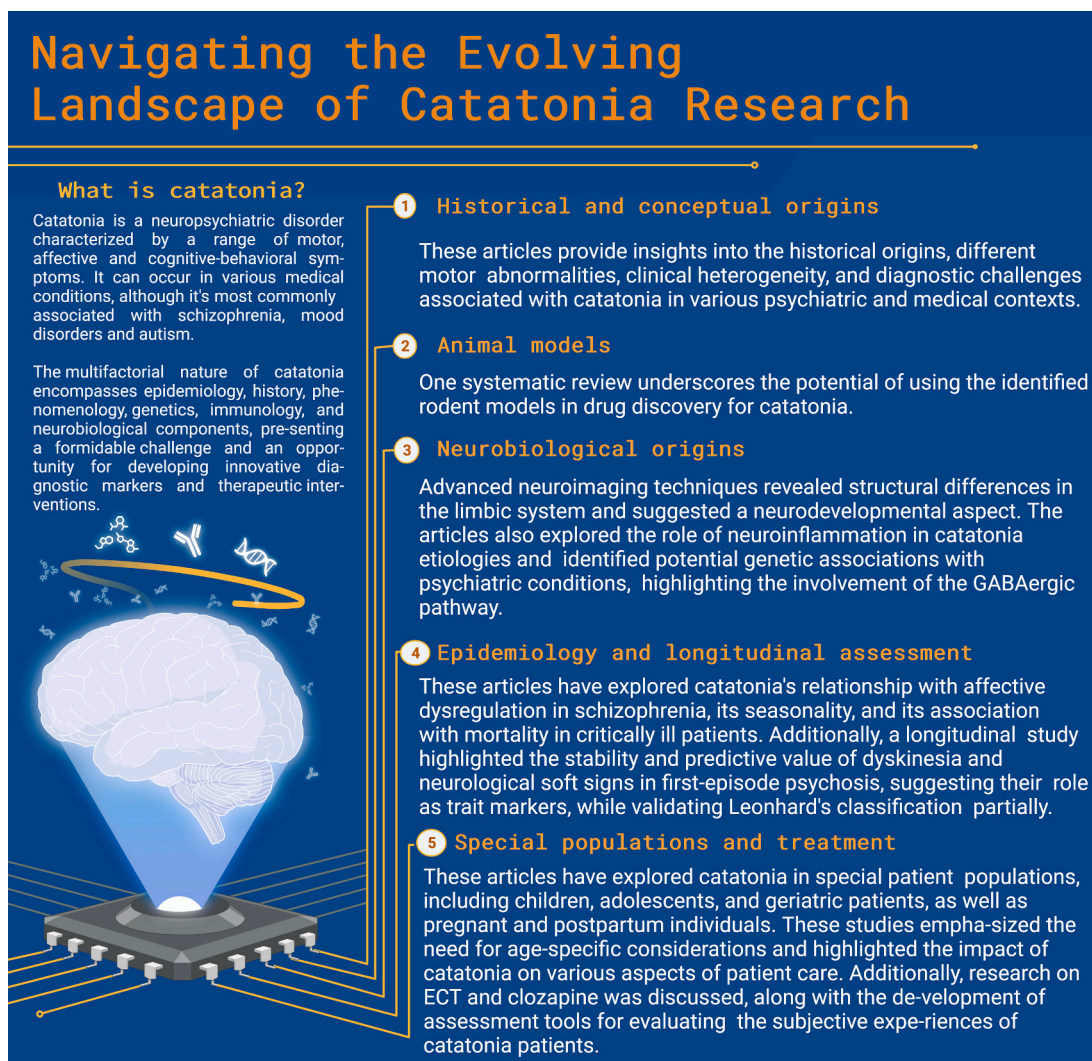 Navigating the Evolving
Landscape of Catatonia Research
What is catatonia?
Catatonia is a neuropsychiatric disorder
characterized by a range of motor,
affective and cognitive-behavioral sym-
ptoms. It can occur in various medical
conditions, although it's most commonly
associated with schizophrenia, mood
disorders and autism.
The multifactorial nature of catatonia
encompasses epidemiology, history, phe-
nomenology, genetics, immunology, and
neurobiological components, pre-senting
a formidable challenge and an oppor-
tunity for developing innovative dia-
gnostic markers and therapeutic inter-
ventions.
1 Historical and conceptual origins
These articles provide insights into the historical origins, different
motor abnormalities, clinical heterogeneity, and diagnostic challenges
associated with catatonia in various psychiatric and medical contexts.
2 Animal models
One systematic review underscores the potential of using the identified
rodent models in drug discovery for catatonia.
3 Neurobiological origins
Advanced neuroimaging techniques revealed structural differences in
the limbic system and suggested a neurodevelopmental aspect. The
articles also explored the role of neuroinflammation in catatonia
etiologies and identified potential genetic associations with
psychiatric conditions, highlighting the involvement of the GABAergic
pathway.
4 Epidemiology and longitudinal assessment
These articles have explored catatonia's relationship with affective
dysregulation in schizophrenia, its seasonality, and its association
with mortality in critically ill patients. Additionally, a longitudinal study
highlighted the stability and predictive value of dyskinesia and
neurological soft signs in first-episode psychosis, suggesting their role
as trait markers, while validating Leonhard's classification partially.
5 Special populations and treatment
These articles have explored catatonia in special patient populations,
including children, adolescents, and geriatric patients, as well as
pregnant and postpartum individuals. These studies empha-sized the
need for age-specific considerations and highlighted the impact of
catatonia on various aspects of patient care. Additionally, research on
ECT and clozapine was discussed, along with the de-velopment of
assessment tools for evaluating the subjective expe-riences of
catatonia patients.